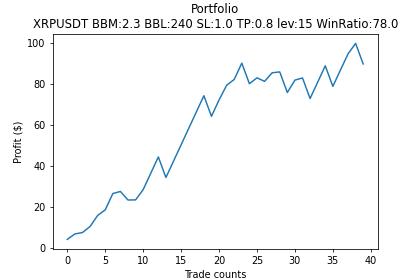 Portfolio
XRPUSDT BBM:2.3 BBL:240 SL:1.0 TP:0.8 lev:15 WinRatio:78.0
100
80
60
40
20
0
Profit ($)
0 5 10 15 20 25 30 35 40
Trade counts